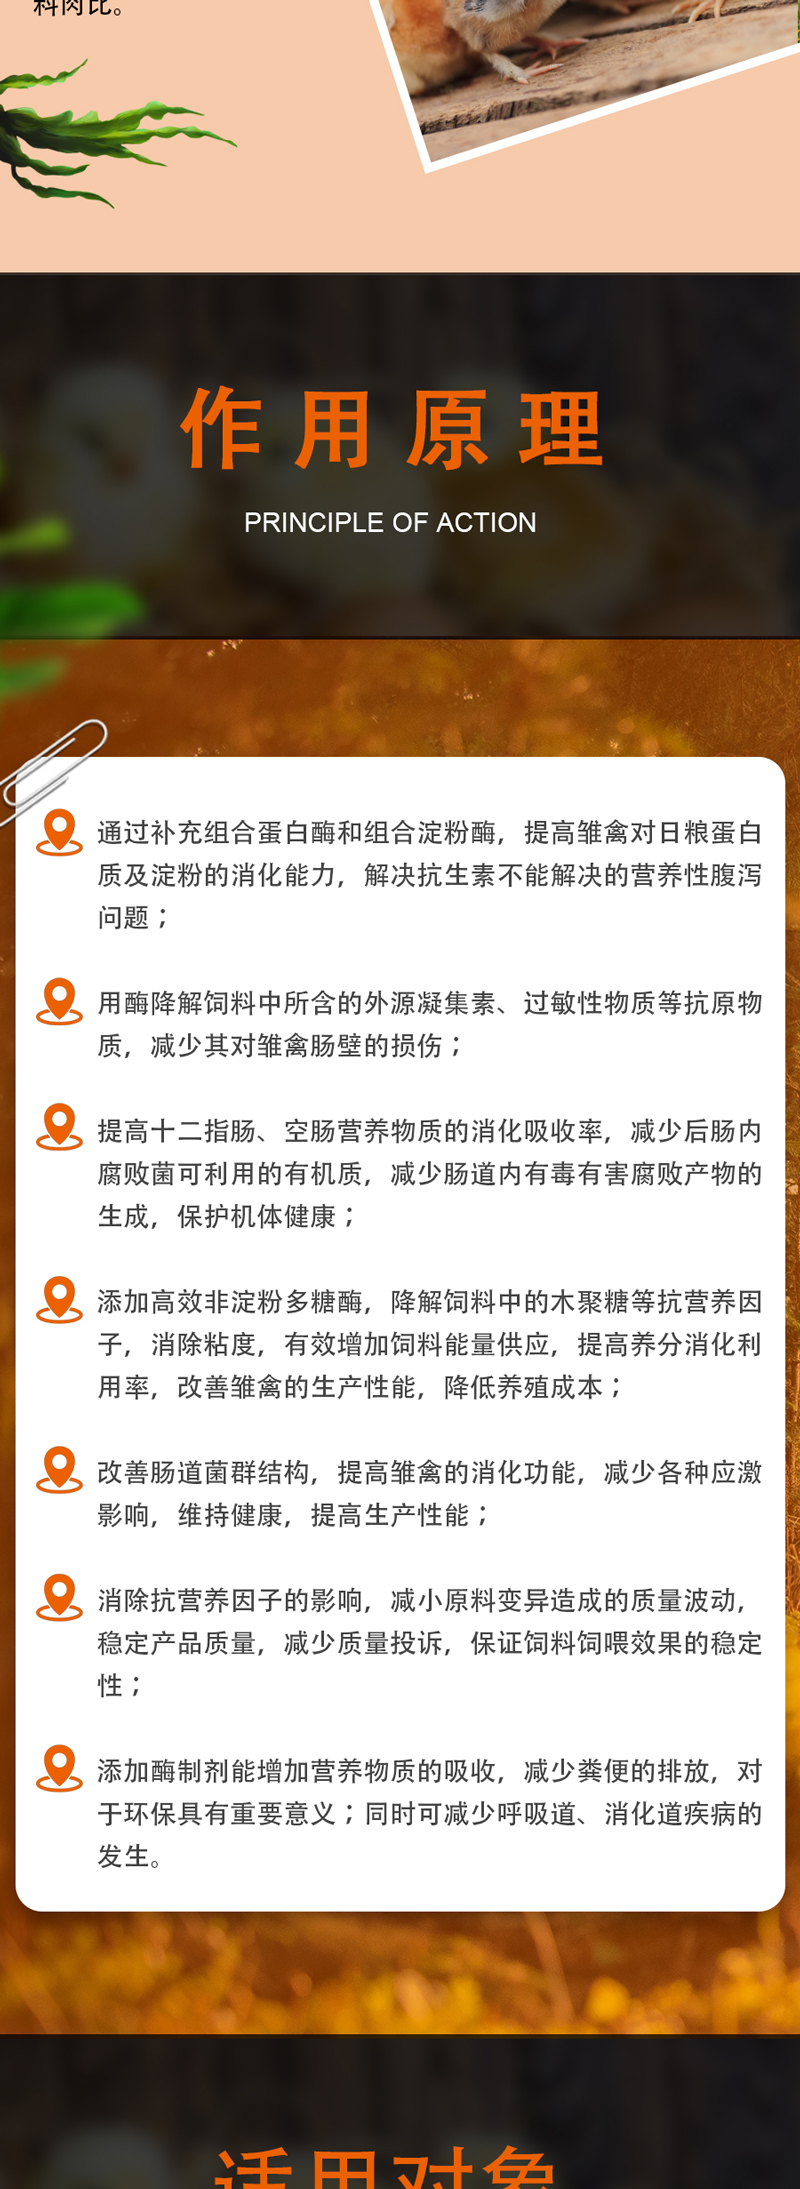 料肉比。
作用原理
PRINCIPLE OF ACTION
通过补充组合蛋白酶和组合淀粉酶，提高雏禽对日粮蛋白
质及淀粉的消化能力，解决抗生素不能解决的营养性腹泻
问题；
用酶降解饲料中所含的外源凝集素、过敏性物质等抗原物
质，减少其对雏禽肠壁的损伤；
提高十二指肠、空肠营养物质的消化吸收率，减少后肠内
腐败菌可利用的有机质，减少肠道内有毒有害腐败产物的
生成，保护机体健康；
添加高效非淀粉多糖酶，降解饲料中的木聚糖等抗营养因
子，消除粘度，有效增加饲料能量供应，提高养分消化利
用率，改善雏禽的生产性能，降低养殖成本；
改善肠道菌群结构，提高雏禽的消化功能，减少各种应激
影响，维持健康，提高生产性能；
消除抗营养因子的影响，减小原料变异造成的质量波动，
稳定产品质量，减少质量投诉，保证饲料饲喂效果的稳定
性；
添加酶制剂能增加营养物质的吸收，减少粪便的排放，对
于环保具有重要意义；同时可减少呼吸道、消化道疾病的
发生。
适用对象